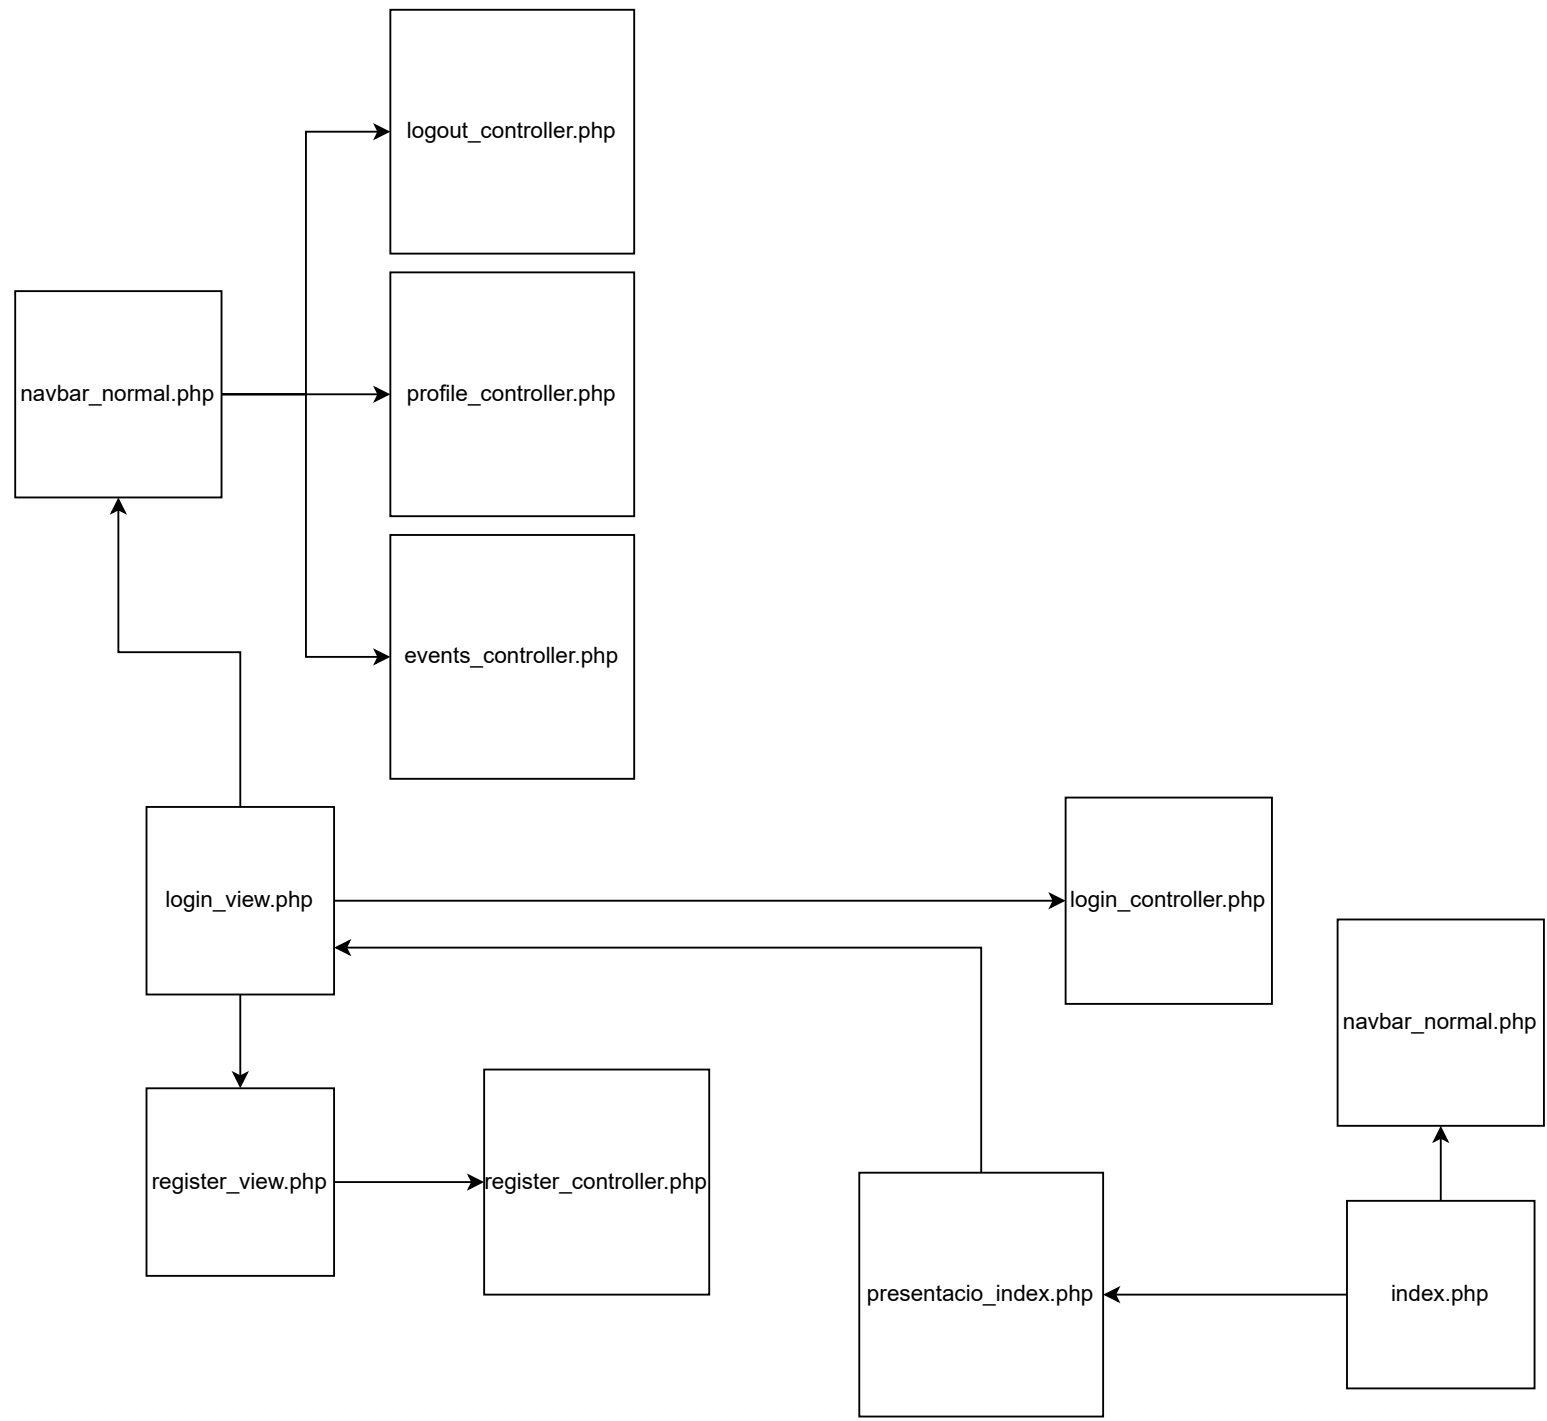 logout_controller.php
navbar_normal.php
profile_controller.php
events_controller.php
login_view.php
login_controller.php
navbar_normal.php
register_view.php
register_controller.php
presentacio_index.php
index.php